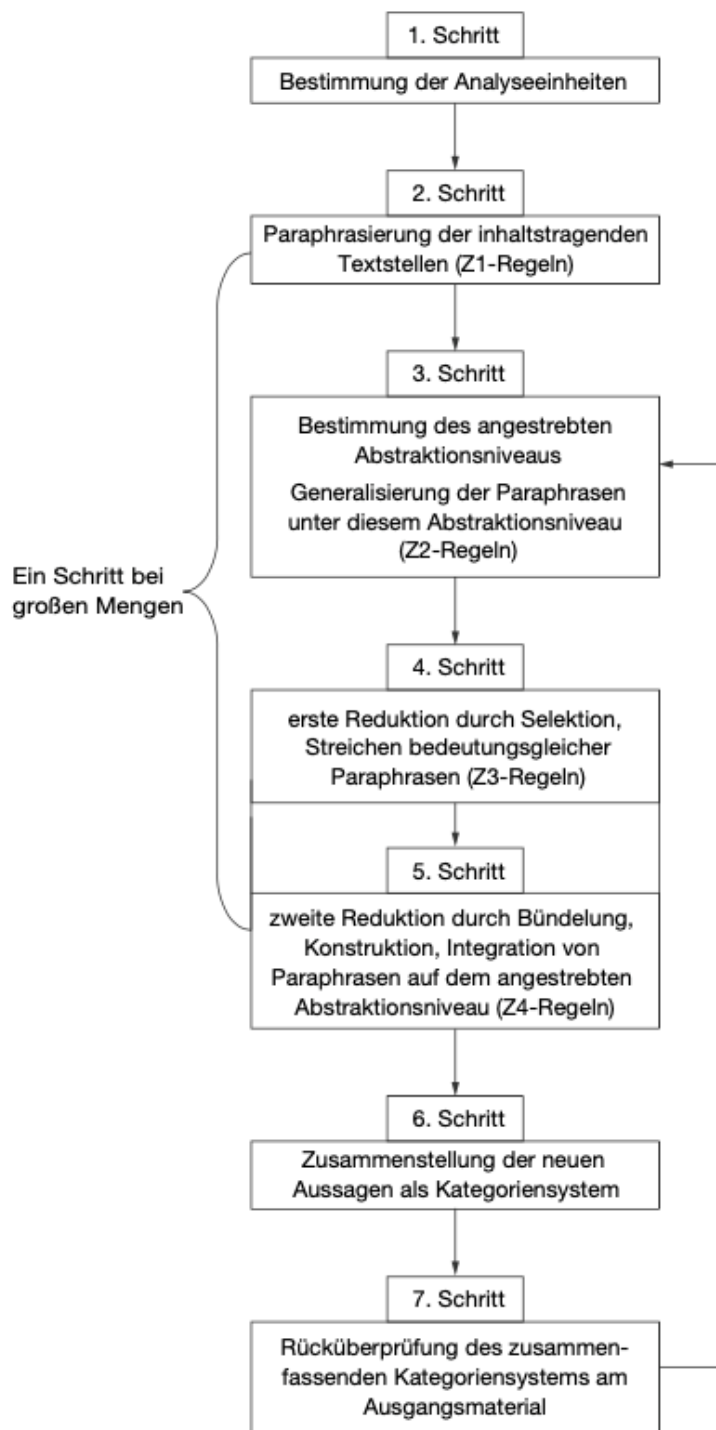 1. Schritt
Bestimmung der Analyseeinheiten
2. Schritt
Paraphrasierung der inhaltstragenden
Textstellen (Z1-Regeln)
3. Schritt
Bestimmung des angestrebten
Abstraktionsniveaus
Generalisierung der Paraphrasen
unter diesem Abstraktionsniveau
(Z2-Regeln)
Ein Schritt bei
großen Mengen
4. Schritt
erste Reduktion durch Selektion,
Streichen bedeutungsgleicher
Paraphrasen (Z3-Regeln)
5. Schritt
zweite Reduktion durch Bündelung,
Konstruktion, Integration von
Paraphrasen auf dem angestrebten
Abstraktionsniveau (Z4-Regeln)
6. Schritt
Zusammenstellung der neuen
Aussagen als Kategoriensystem
7. Schritt
Rücküberprüfung des zusammen-
fassenden Kategoriensystems am
Ausgangsmaterial